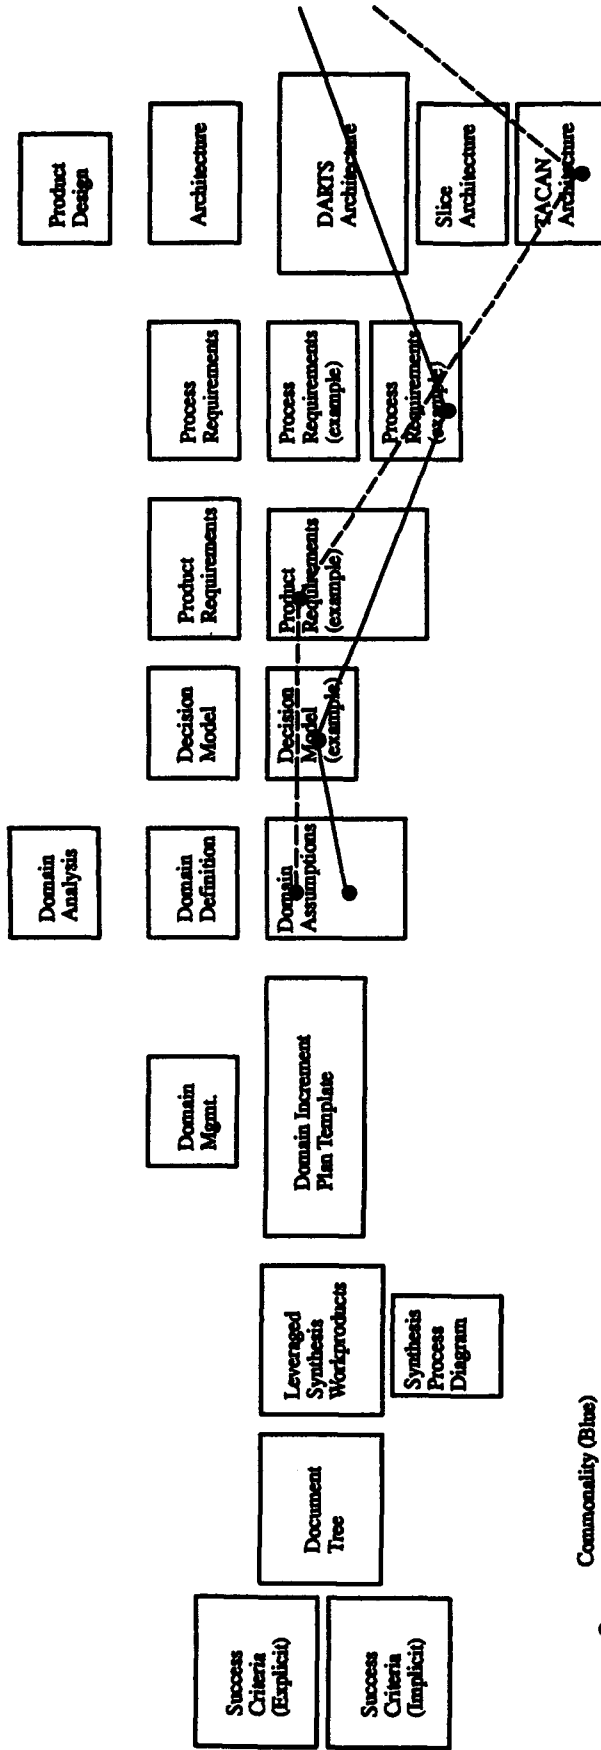 Success
Criteria
(Explicit)
Success
Criteria
(Implicit)
Document
Tree
Leveraged
Synthesis
Workproducts
Synthesis
Process
Diagram
Domain
Mgmt.
Domain Increment
Plan Template
Domain
Analysis
Domain
Definition
Domain
Assumptions
Decision
Model
Decision
Model
(example)
Product
Requirements
Product
Requirements
(example)
Process
Requirements
Process
Requirements
(example)
Process
Requirements
(example)
Product
Design
Architecture
DARTS
Architecture
Slice
Architecture
TACAN
Architecture
Commonality (Blue)